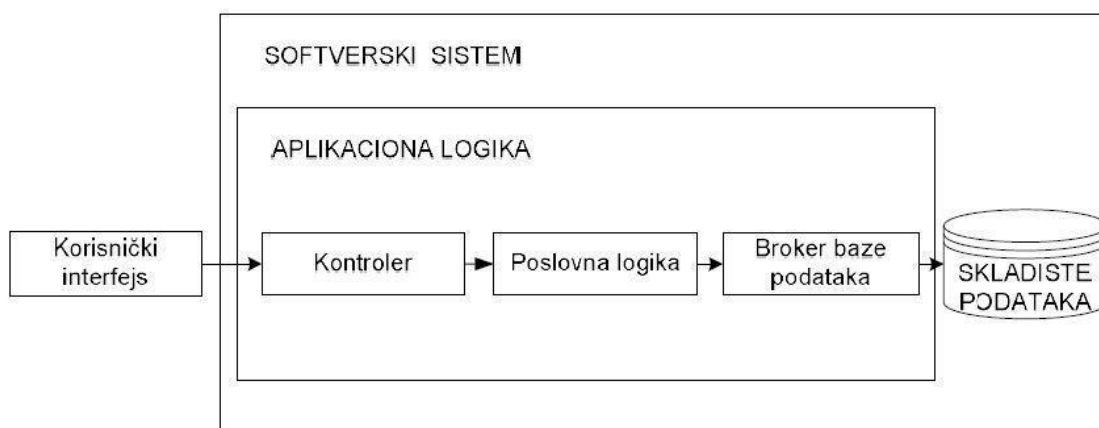 SOFTVERSKI SISTEM
APLIKACIONA LOGIKA
Korisnički
interfejs
Kontroler
Poslovna logika
Broker baze
podataka
SKLADISTE
PODATAKA